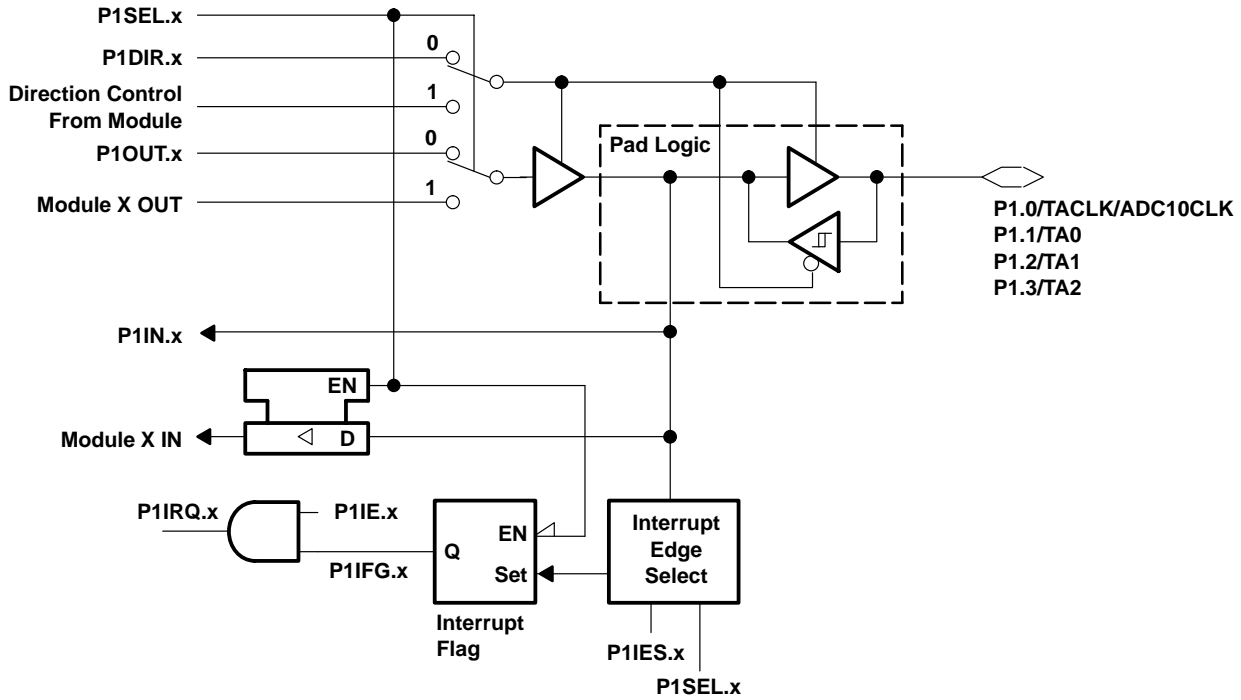 P1SEL.x
P1DIR.x
0
Direction Control
From Module
1
P1OUT.x
0
Module X OUT
1
Pad Logic
P1.0/TACLK/ADC10CLK
P1.1/TA0
P1.2/TA1
P1.3/TA2
P1IN.x
EN
Module X IN
D
P1IRQ.x
P1IE.x
P1IFG.x
Q
EN
Set
Interrupt
Flag
Interrupt
Edge
Select
P1IES.x
P1SEL.x